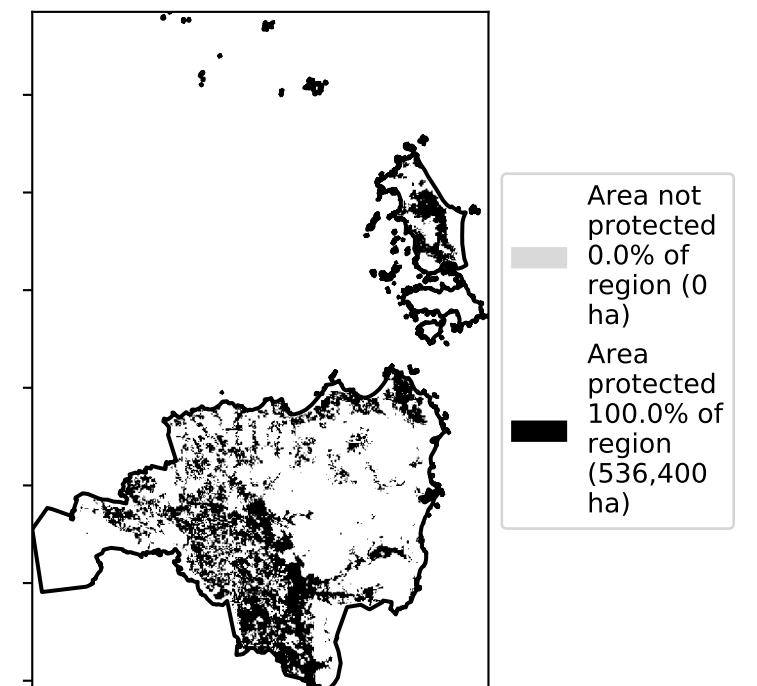 Area not
protected
0.0% of
region (0
ha)
Area
protected
100.0% of
region
(536,400
ha)